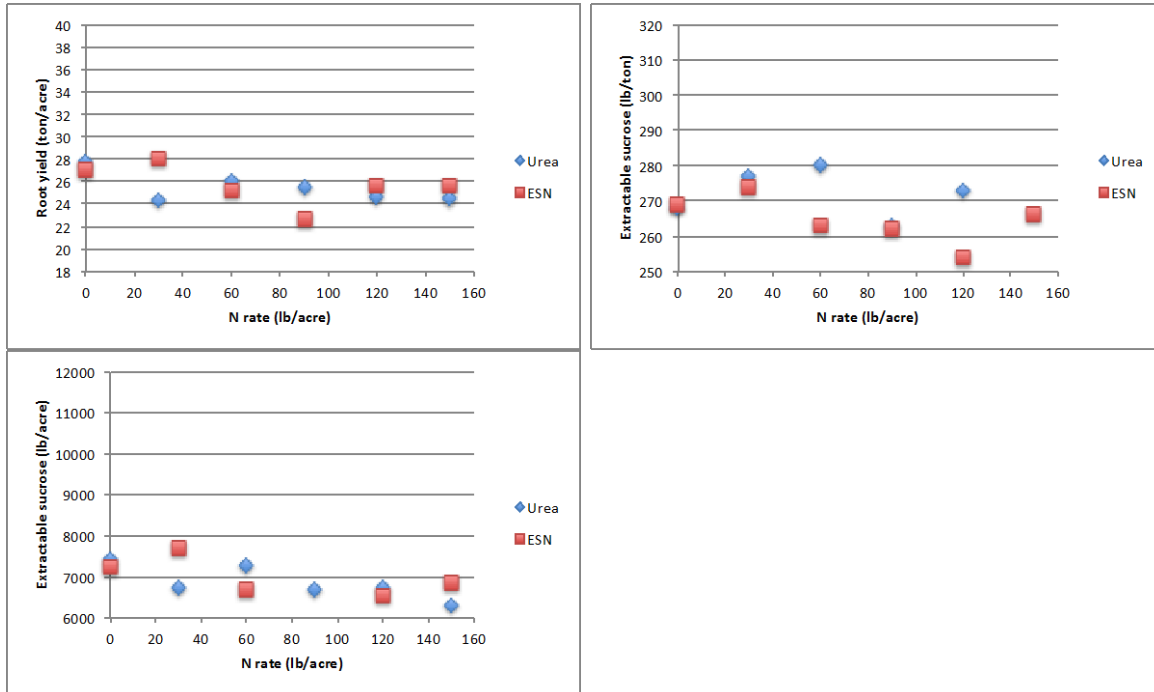 40
38
36
34
32
30
28
26
24
22
20
18
Root yield (ton/acre)
0 20 40 60 80 100 120 140 160
N rate (lb/acre)
Urea
ESN
320
310
300
290
280
270
260
250
Extractable sucrose (lb/ton)
0 20 40 60 80 100 120 140 160
N rate (lb/acre)
Urea
ESN
12000
11000
10000
9000
8000
7000
6000
Extractable sucrose (lb/acre)
0 20 40 60 80 100 120 140 160
N rate (lb/acre)
Urea
ESN